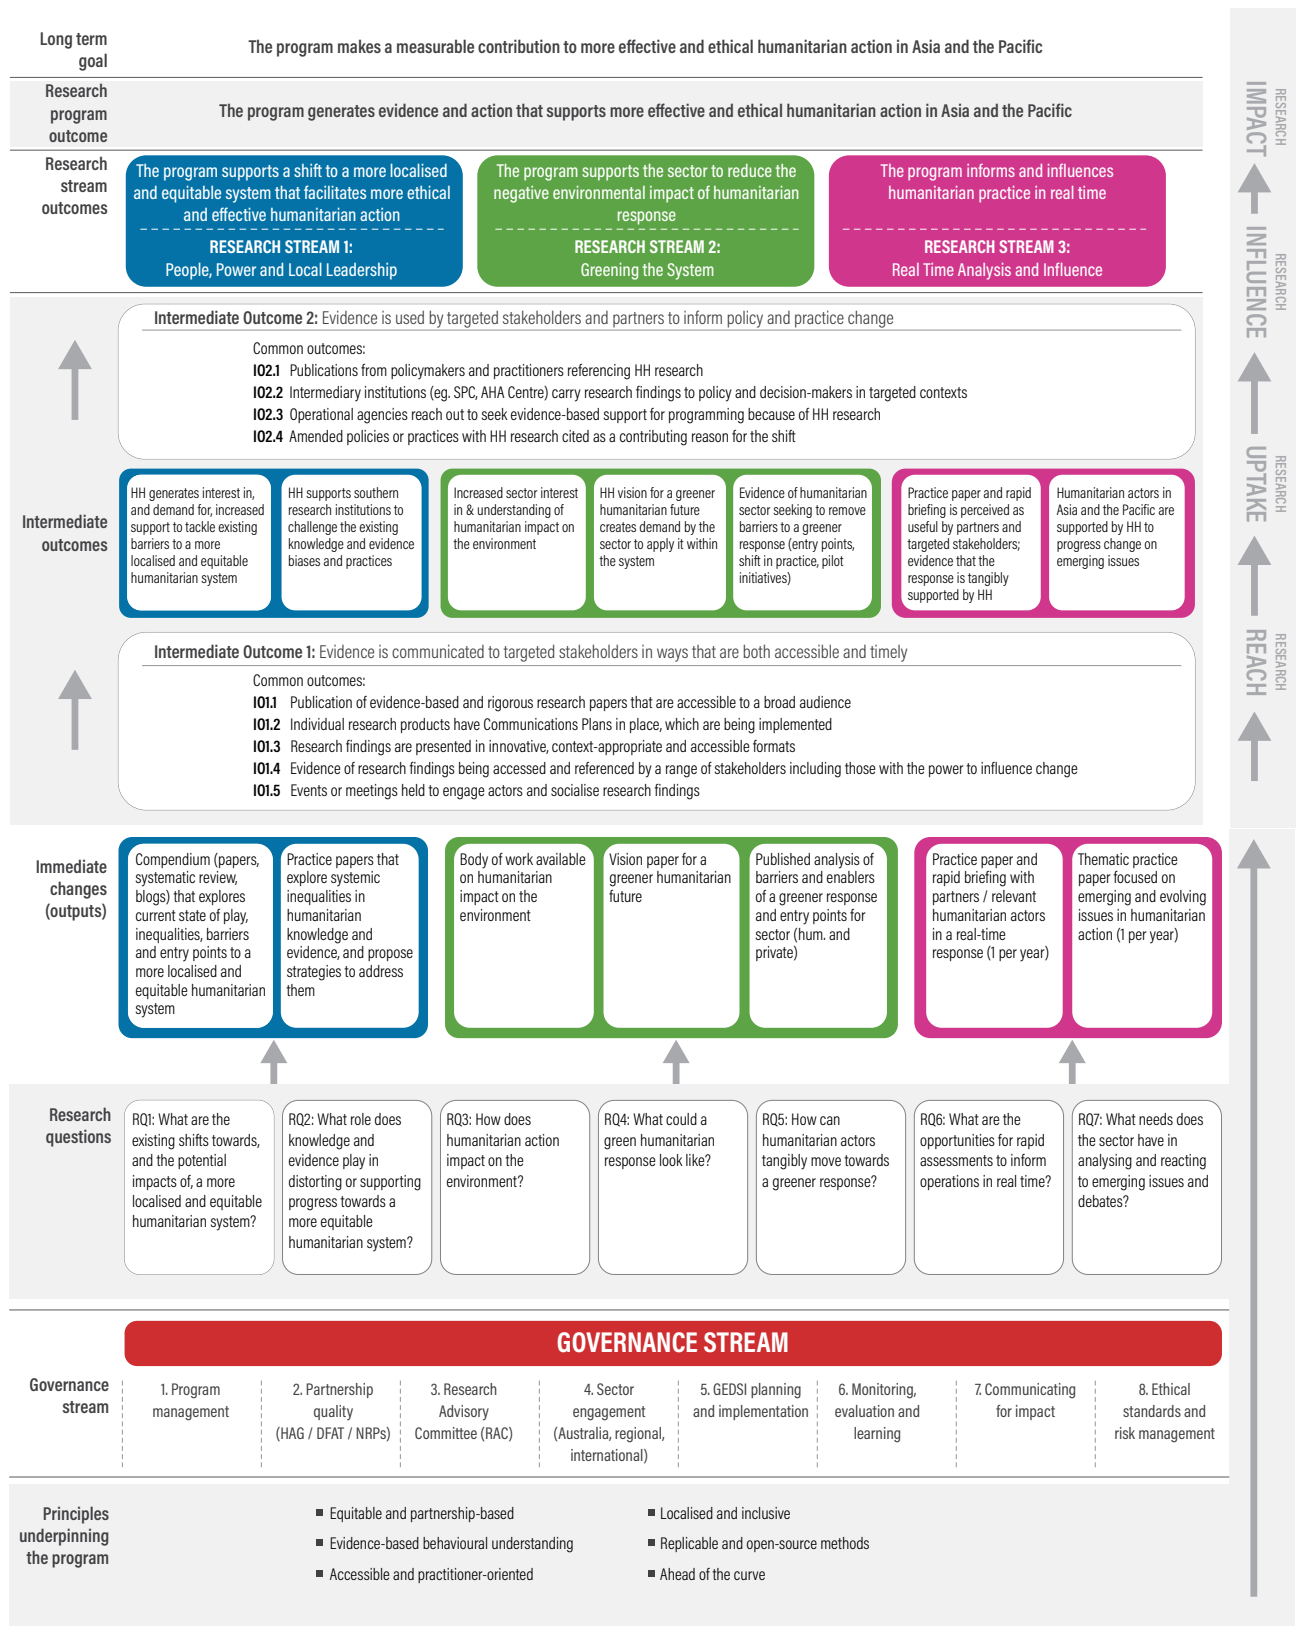 Long term
goal
The program makes a measurable contribution to more effective and ethical humanitarian action in Asia and the Pacific
Research
program
outcome
The program generates evidence and action that supports more effective and ethical humanitarian action in Asia and the Pacific
Research
stream
outcomes
The program supports a shift to a more localised
and equitable system that facilitates more ethical
and effective humanitarian action
RESEARCH STREAM 1:
People, Power and Local Leadership
The program supports the sector to reduce the
negative environmental impact of humanitarian
response
RESEARCH STREAM 2:
Greening the System
The program informs and influences
humanitarian practice in real time
RESEARCH STREAM 3:
Real Time Analysis and Influence
Intermediate Outcome 2: Evidence is used by targeted stakeholders and partners to inform policy and practice change
Common outcomes:
IO2.1 Publications from policymakers and practitioners referencing HH research
IO2.2 Intermediary institutions (eg. SPC, AHA Centre) carry research findings to policy and decision-makers in targeted contexts
IO2.3 Operational agencies reach out to seek evidence-based support for programming because of HH research
IO2.4 Amended policies or practices with HH research cited as a contributing reason for the shift
Intermediate
outcomes
HH generates interest in,
and demand for, increased
support to tackle existing
barriers to a more
localised and equitable
humanitarian system
HH supports southern
research institutions to
challenge the existing
knowledge and evidence
biases and practices
Increased sector interest
in & understanding of
humanitarian impact on
the environment
HH vision for a greener
humanitarian future
creates demand by the
sector to apply it within
the system
Evidence of humanitarian
sector seeking to remove
barriers to a greener
response (entry points,
shift in practice, pilot
initiatives)
Practice paper and rapid
briefing is perceived as
useful by partners and
targeted stakeholders;
evidence that the
response is tangibly
supported by HH
Humanitarian actors in
Asia and the Pacific are
supported by HH to
progress change on
emerging issues
Intermediate Outcome 1: Evidence is communicated to targeted stakeholders in ways that are both accessible and timely
Common outcomes:
IO1.1 Publication of evidence-based and rigorous research papers that are accessible to a broad audience
IO1.2 Individual research products have Communications Plans in place, which are being implemented
IO1.3 Research findings are presented in innovative, context-appropriate and accessible formats
IO1.4 Evidence of research findings being accessed and referenced by a range of stakeholders including those with the power to influence change
IO1.5 Events or meetings held to engage actors and socialise research findings
Immediate
changes
(outputs)
Compendium (papers,
systematic review,
blogs) that explores
current state of play,
inequalities, barriers
and entry points to a
more localised and
equitable humanitarian
system
Practice papers that
explore systemic
inequalities in
humanitarian
knowledge and
evidence, and propose
strategies to address
them
Body of work available
on humanitarian
impact on the
environment
Vision paper for a
greener humanitarian
future
Published analysis of
barriers and enablers
of a greener response
and entry points for
sector (hum. and
private)
Practice paper and
rapid briefing with
partners / relevant
humanitarian actors
in a real-time
response (1 per year)
Thematic practice
paper focused on
emerging and evolving
issues in humanitarian
action (1 per year)
Research
questions
RQ1: What are the
existing shifts towards,
and the potential
impacts of, a more
localised and equitable
humanitarian system?
RQ2: What role does
knowledge and
evidence play in
distorting or supporting
progress towards a
more equitable
humanitarian system?
RQ3: How does
humanitarian action
impact on the
environment?
RQ4: What could a
green humanitarian
response look like?
RQ5: How can
humanitarian actors
tangibly move towards
a greener response?
RQ6: What are the
opportunities for rapid
assessments to inform
operations in real time?
RQ7: What needs does
the sector have in
analysing and reacting
to emerging issues and
debates?
GOVERNANCE STREAM
Governance
stream
1. Program
management
2. Partnership
quality
(HAG / DFAT / NRPs)
3. Research
Advisory
Committee (RAC)
4. Sector
engagement
(Australia, regional,
international)
5. GEDSI planning
and implementation
6. Monitoring,
evaluation and
learning
7. Communicating
for impact
8. Ethical
standards and
risk management
Principles
underpinning
the program
Equitable and partnership-based
Evidence-based behavioural understanding
Accessible and practitioner-oriented
Localised and inclusive
Replicable and open-source methods
Ahead of the curve
RESEARCH
IMPACT
RESEARCH
INFLUENCE
RESEARCH
UPTAKE
RESEARCH
REACH